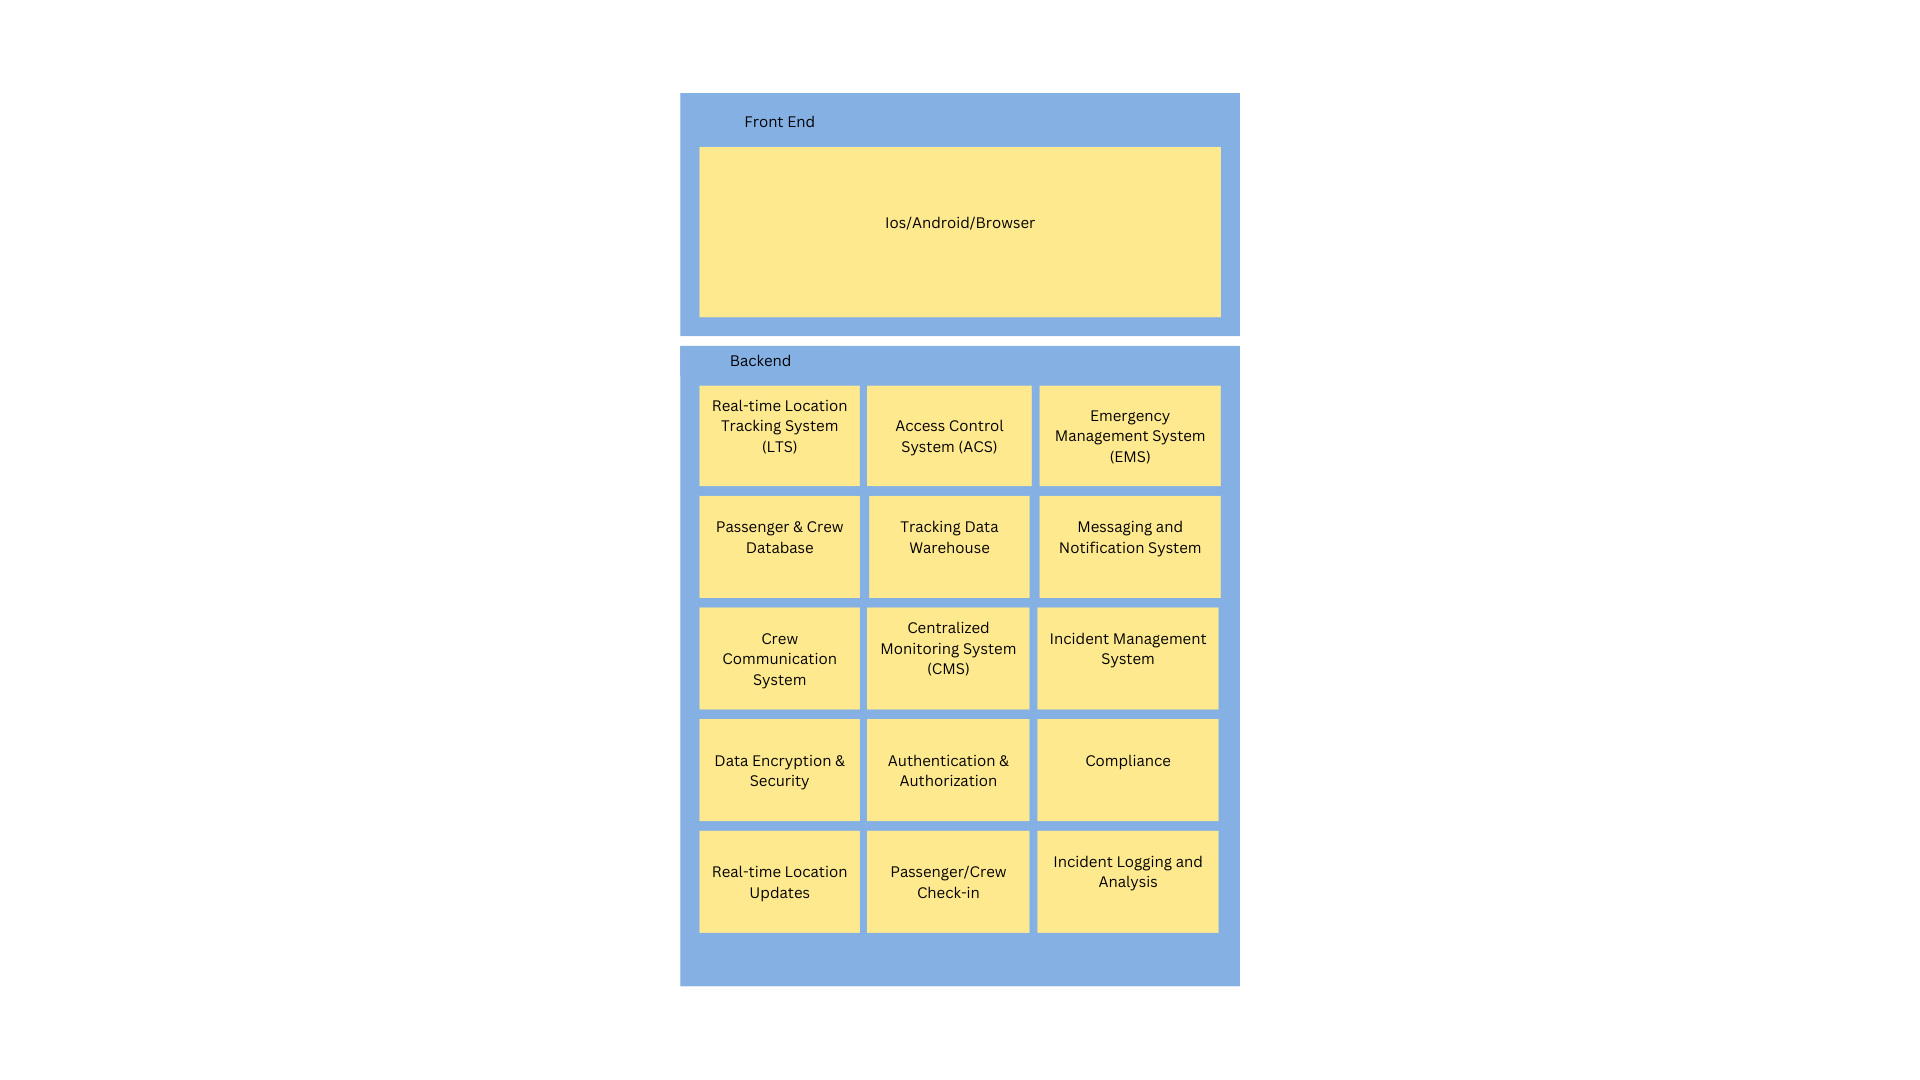 Front End
Ios/Android/Browser
Backend
Real-time Location
Tracking System
(LTS)
Access Control
System (ACS)
Emergency
Management System
(EMS)
Passenger & Crew
Database
Tracking Data
Warehouse
Messaging and
Notification System
Crew
Communication
System
Centralized
Monitoring System
(CMS)
Incident Management
System
Data Encryption &
Security
Authentication &
Authorization
Compliance
Real-time Location
Updates
Passenger/Crew
Check-in
Incident Logging and
Analysis